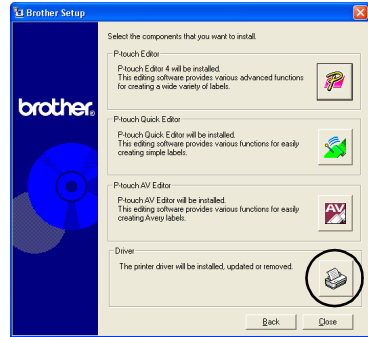 Brother Setup
Select the components that you want to install.
P-touch Editor
P-touch Editor 4 will be installed.
This editing software provides various advanced functions
for creating a wide variety of labels.
brother®
P-touch Quick Editor
P-touch Quick Editor will be installed.
This editing software provides various functions for easily
creating simple labels.
P-touch AV Editor
P-touch AV Editor will be installed.
This editing software provides various functions for easily
creating Avery labels.
AV
Driver
The printer driver will be installed, updated or removed.
Back
Close